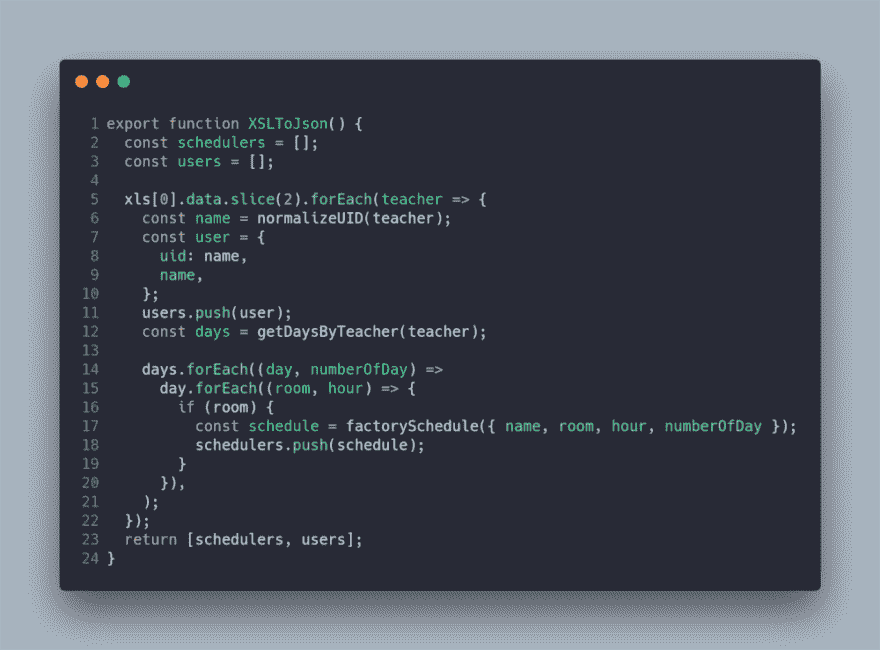 1 export function XSLToJson() {
2   const schedulers = [];
3   const users = [];
4
5   xls[0].data.slice(2).forEach(teacher => {
6     const name = normalizeUID(teacher);
7     const user = {
8       uid: name,
9       name,
10     };
11     users.push(user);
12     const days = getDaysByTeacher(teacher);
13
14     days.forEach((day, numberOfDay) =>
15       day.forEach((room, hour) => {
16         if (room) {
17           const schedule = factorySchedule({ name, room, hour, numberOfDay });
18           schedulers.push(schedule);
19         }
20       }),
21     );
22   });
23   return [schedulers, users];
24 }